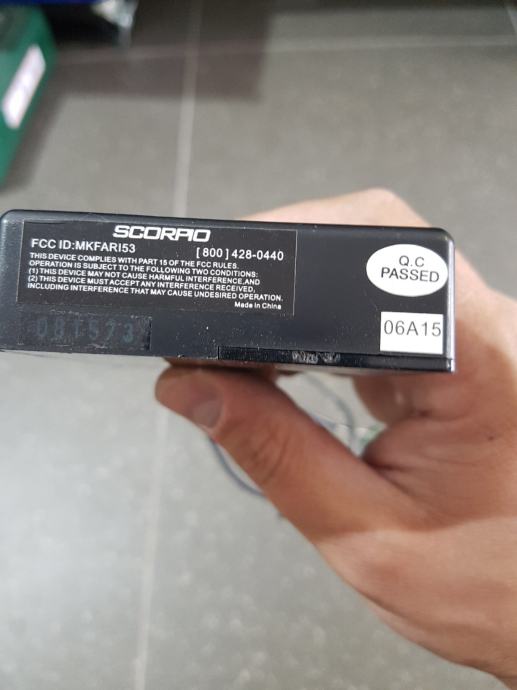 SCORPIO
FCC ID:MKFARI53 [800]428-0440
THIS DEVICE COMPLIES WITH PART 15 OF THE FCC RULES.
OPERATION IS SUBJECT TO THE FOLLOWING TWO CONDITIONS:
(1) THIS DEVICE MAY NOT CAUSE HARMFUL INTERFERENCE,AND
(2) THIS DEVICE MUST ACCEPT ANY INTERFERENCE RECEIVED,
INCLUDING INTERFERENCE THAT MAY CAUSE UNDESIRED OPERATION.
Made in China
Q.C
PASSED
06A15